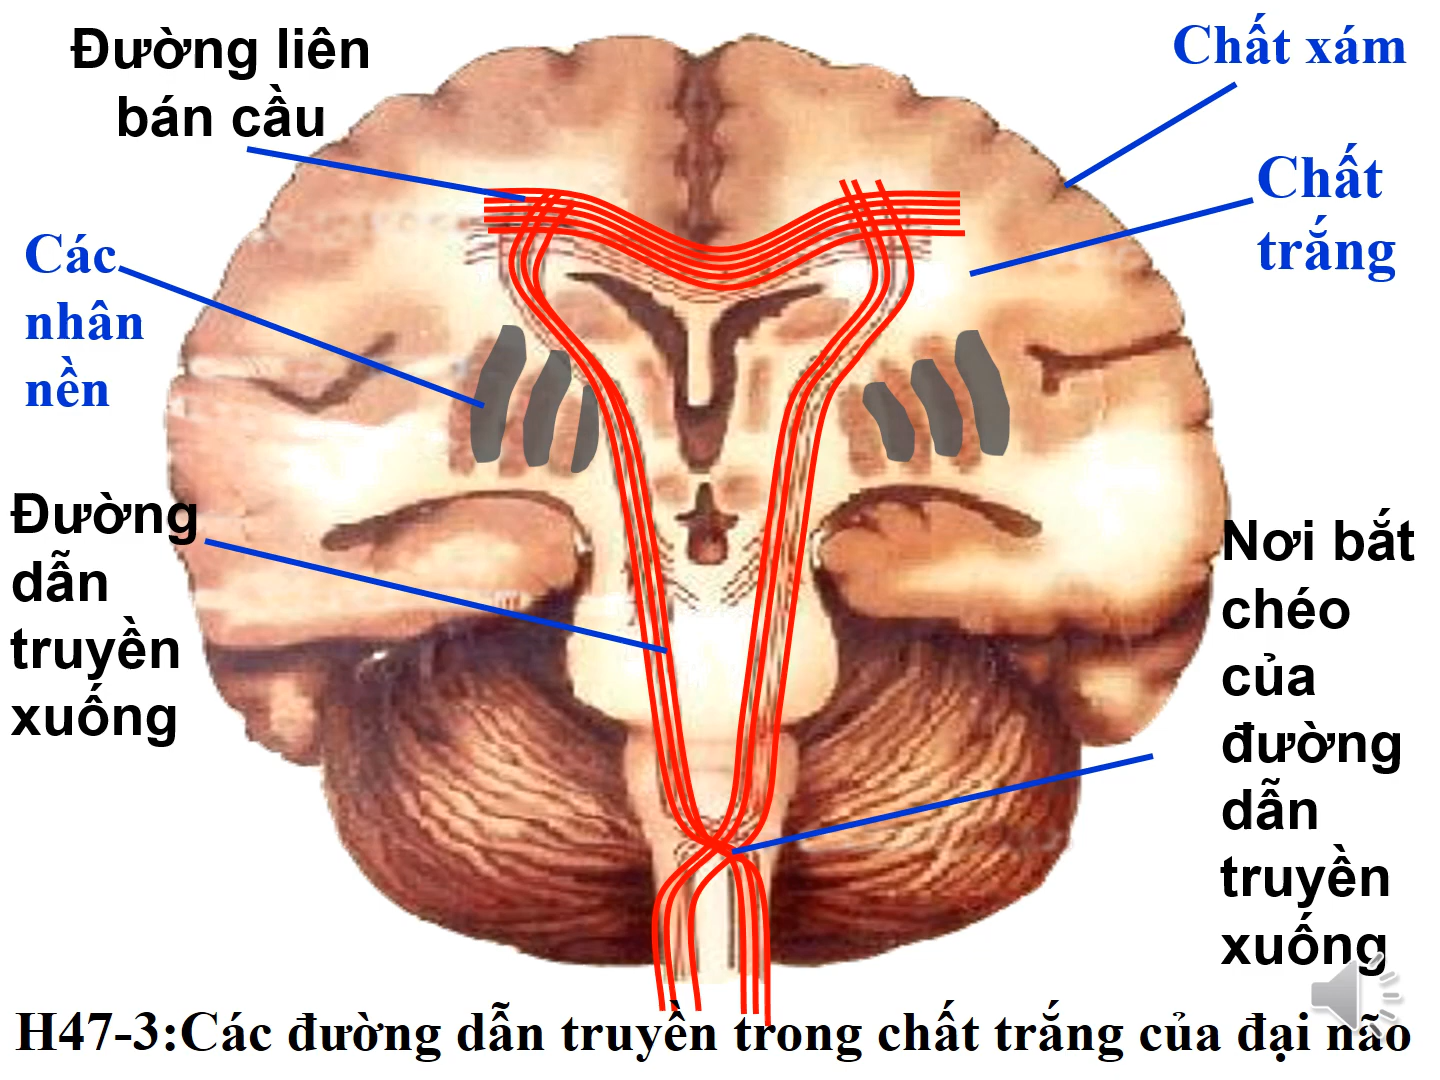 Đường liên
bán cầu
Chất xám
Chất
trắng
Các
nhân
nền
Đường
dẫn
truyền
xuống
Nơi bắt
chéo
của
đường
dẫn
truyền
xuống
H47-3:Các đường dẫn truyền trong chất trắng của đại não